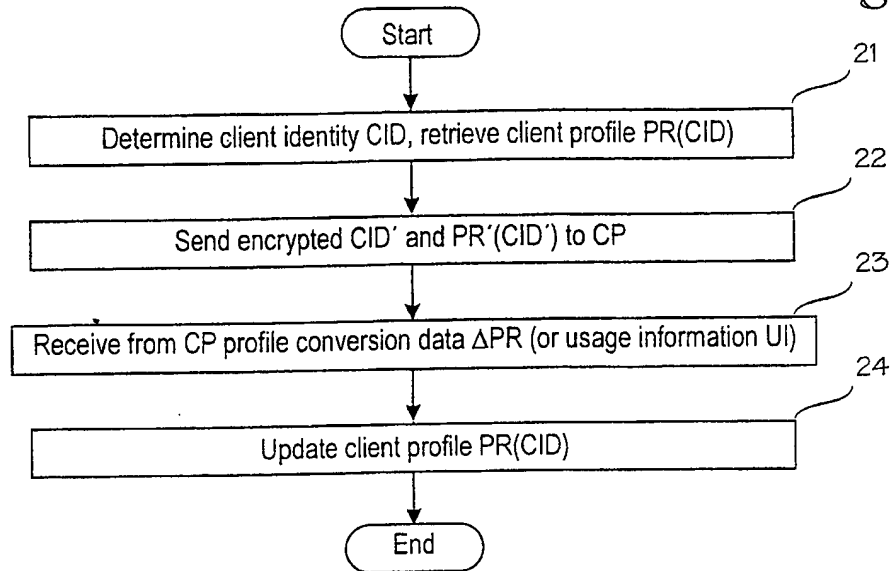 Start
21
Determine client identity CID, retrieve client profile PR(CID)
22
Send encrypted CID´ and PR´(CID´) to CP
23
Receive from CP profile conversion data ΔPR (or usage information UI)
24
Update client profile PR(CID)
End